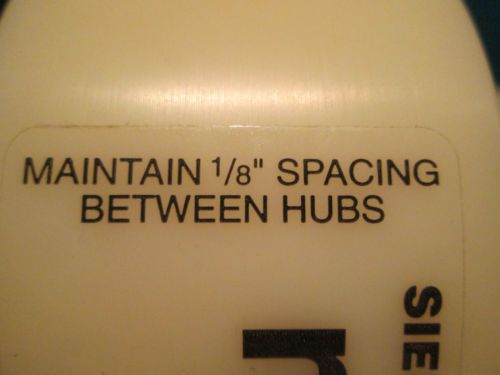 MAINTAIN 1/8" SPACING
BETWEEN HUBS
SIE